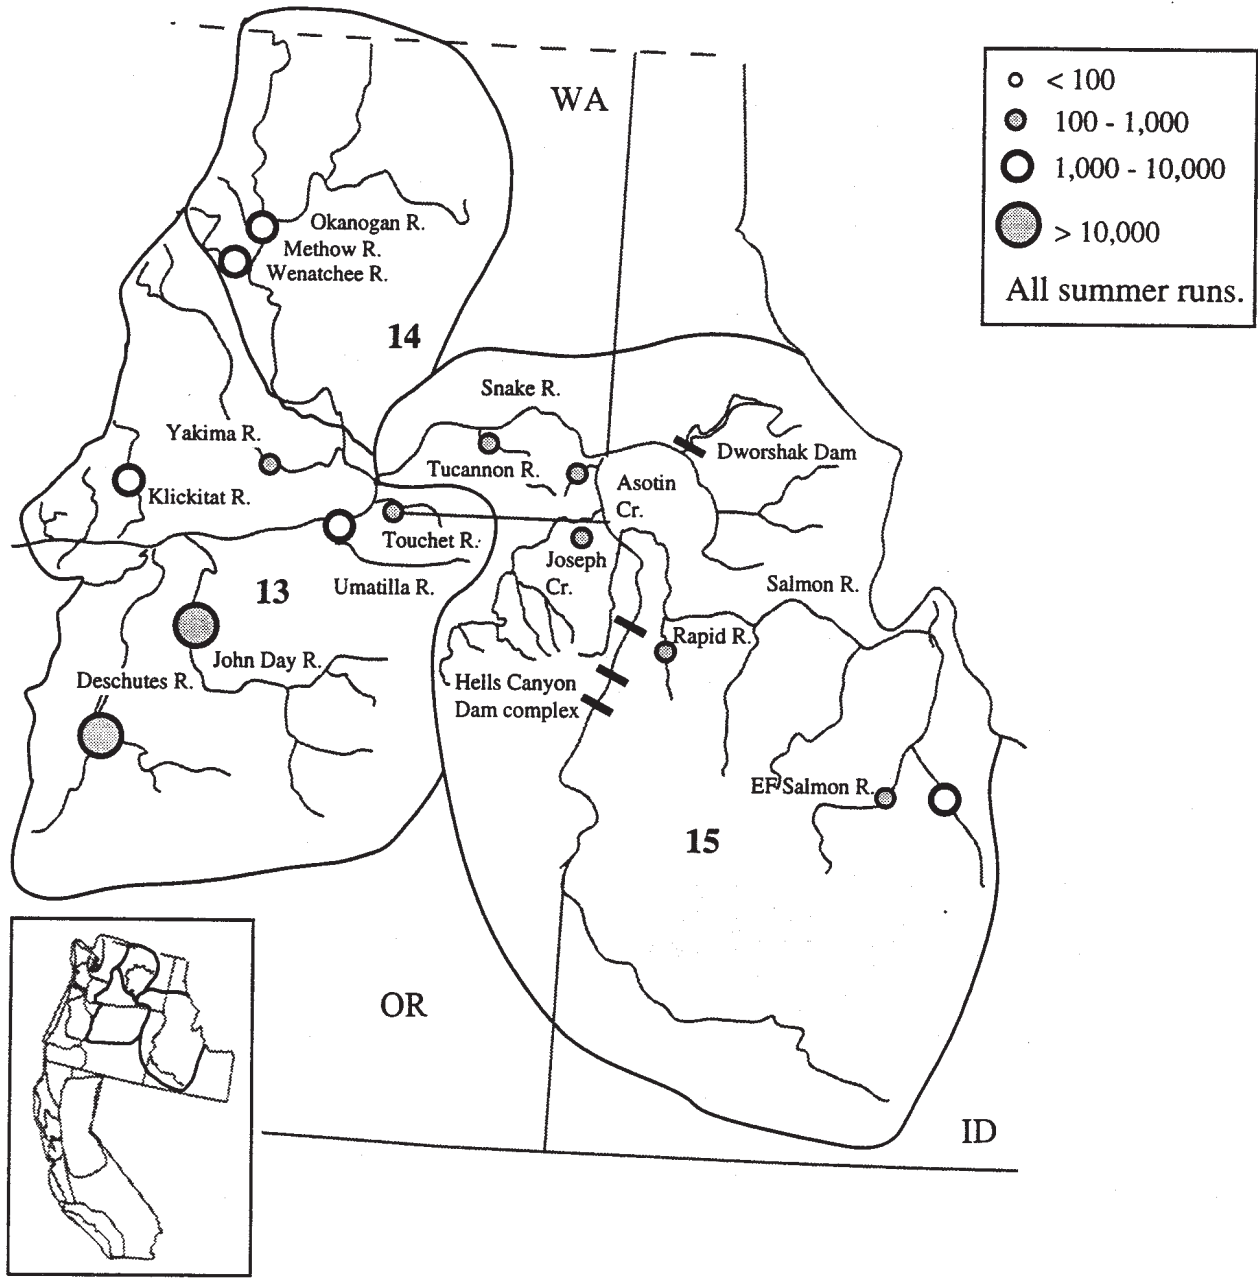 WA
< 100
100 - 1,000
1,000 - 10,000
> 10,000
All summer runs.
Okanogan R.
Methow R.
Wenatchee R.
14
Snake R.
Yakima R.
Tucannon R.
Dworshak Dam
Klickitat R.
Asotin
Cr.
Touchet R.
Joseph
Cr.
Umatilla R.
13
Salmon R.
Rapid R.
John Day R.
Deschutes R.
Hells Canyon
Dam complex
EF Salmon R.
15
OR
ID